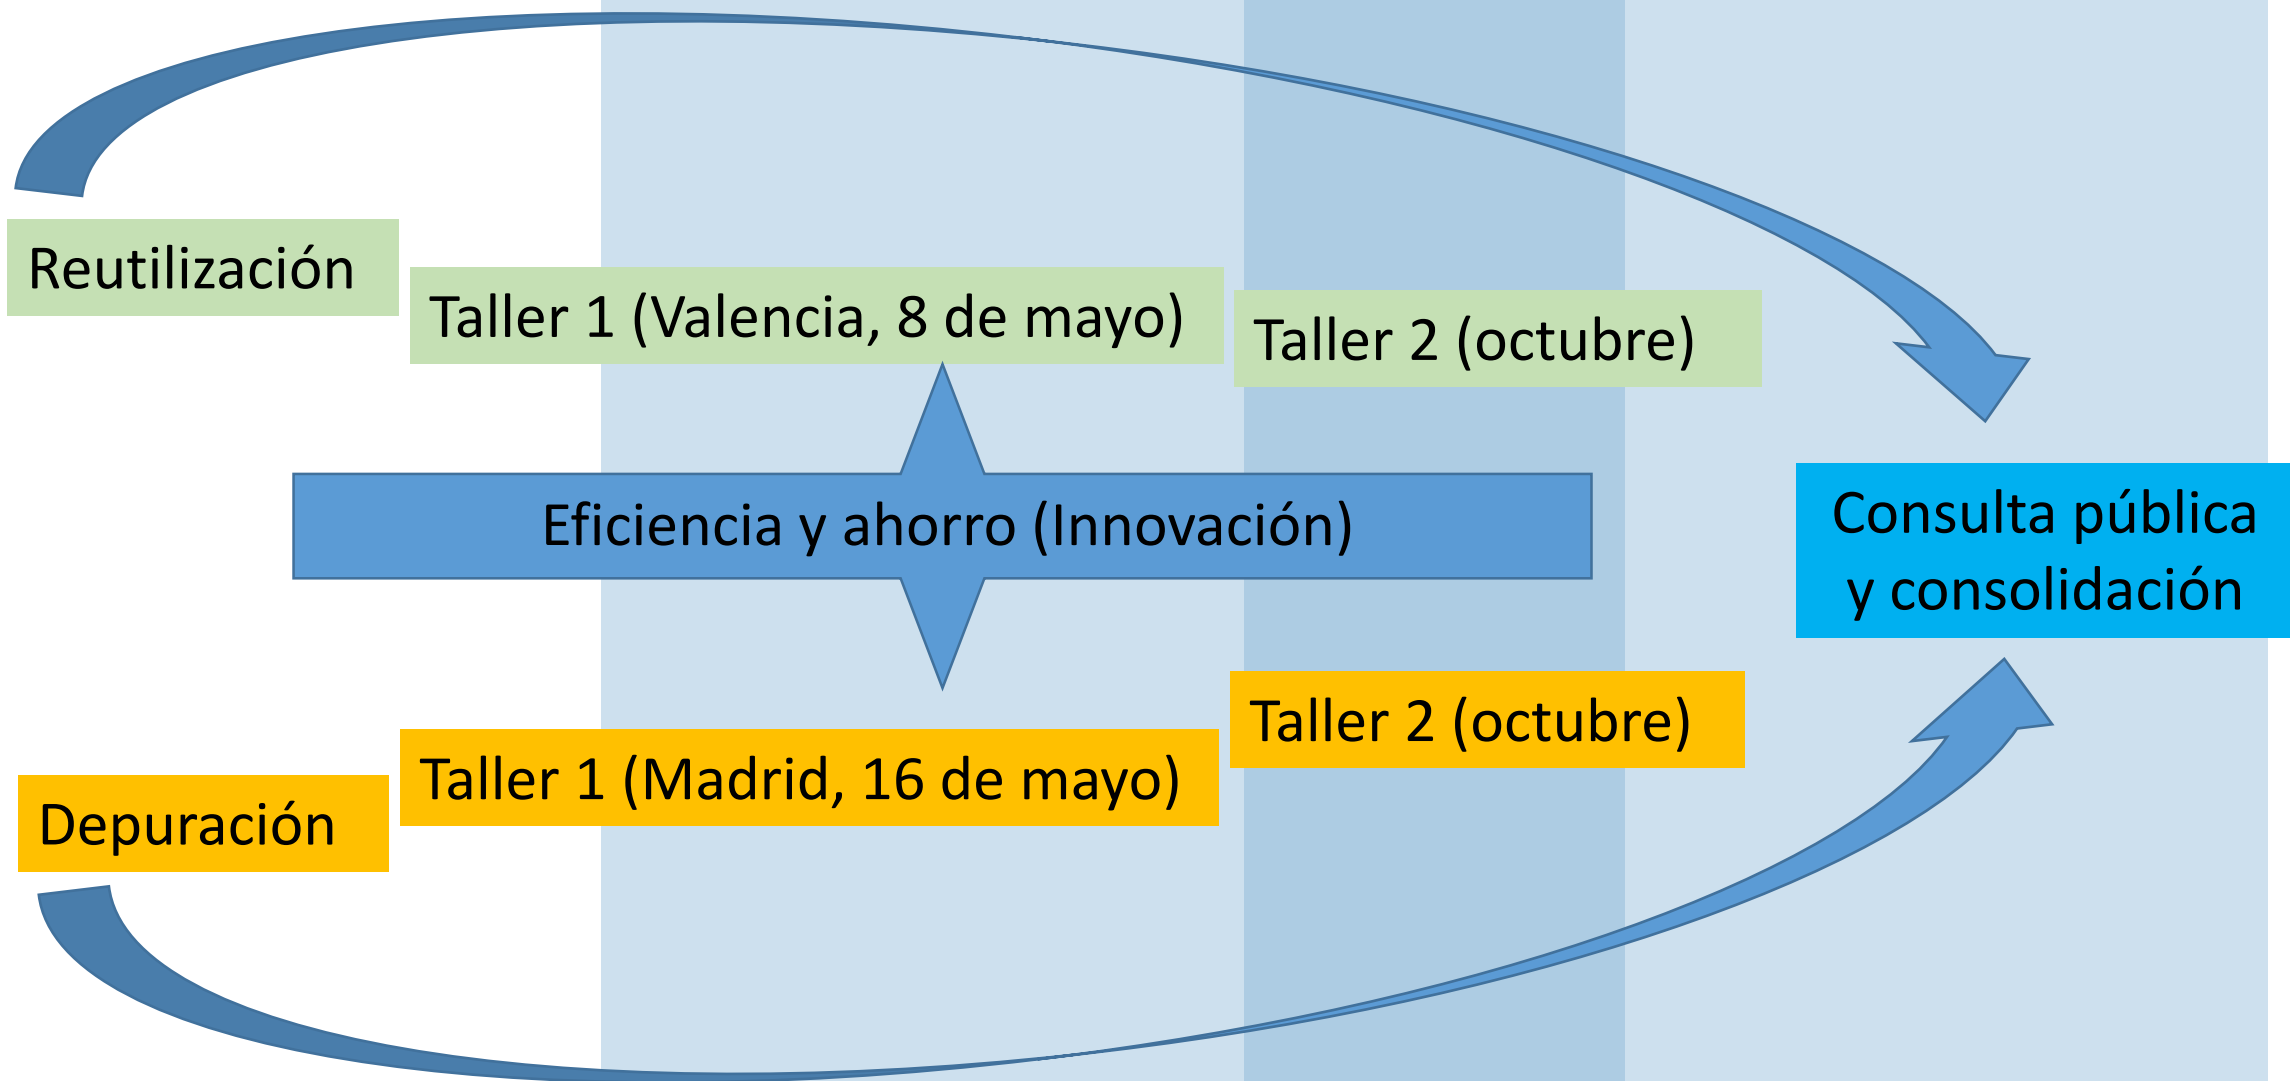 Reutilización
Taller 1 (Valencia, 8 de mayo)
Taller 2 (octubre)
Eficiencia y ahorro (Innovación)
Consulta pública
y consolidación
Taller 2 (octubre)
Taller 1 (Madrid, 16 de mayo)
Depuración